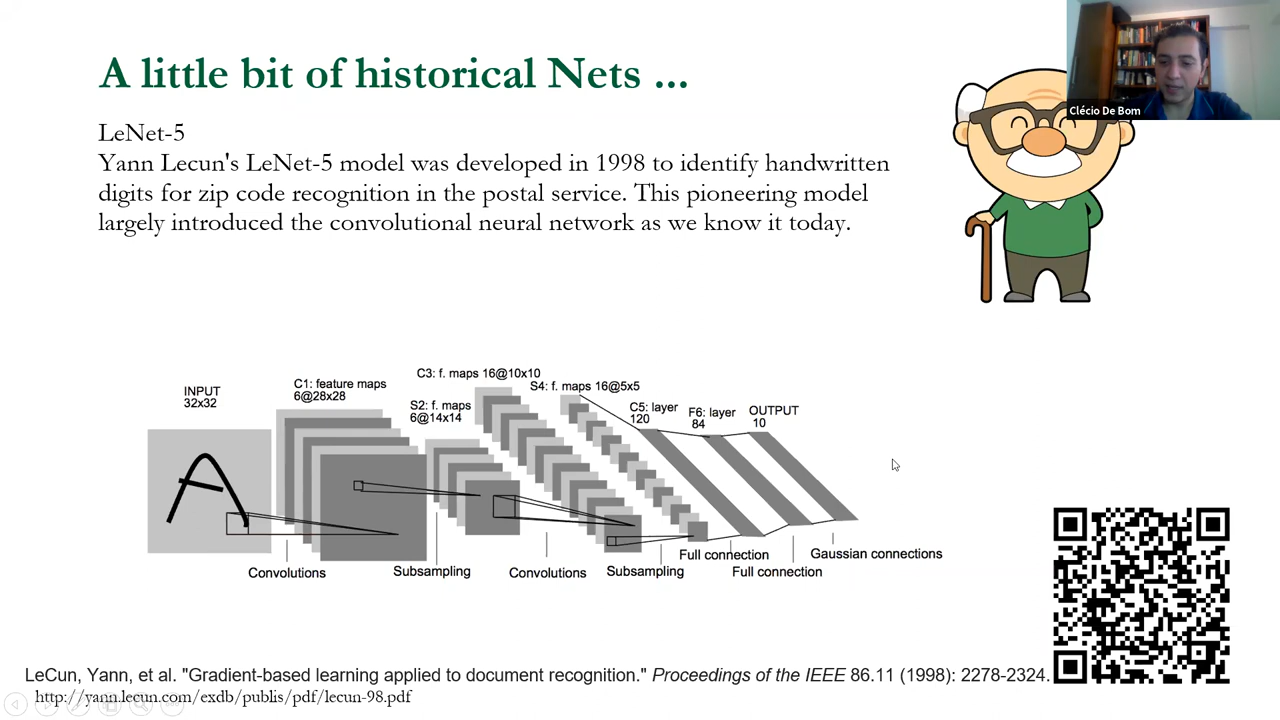 A little bit of historical Nets ...
Clécio De Bom
LeNet-5
Yann Lecun's LeNet-5 model was developed in 1998 to identify handwritten
digits for zip code recognition in the postal service. This pioneering model
largely introduced the convolutional neural network as we know it today.
INPUT
32x32
C1: feature maps
6@28x28
S2: f. maps
6@14x14
C3: f. maps 16@10x10
S4: f. maps 16@5x5
C5: layer
120
F6: layer
84
OUTPUT
10
A
Convolutions
Subsampling
Convolutions
Subsampling
Full connection
Full connection
Gaussian connections
LeCun, Yann, et al. "Gradient-based learning applied to document recognition." Proceedings of the IEEE 86.11 (1998): 2278-2324.
http://yann.lecun.com/exdb/publis/pdf/lecun-98.pdf